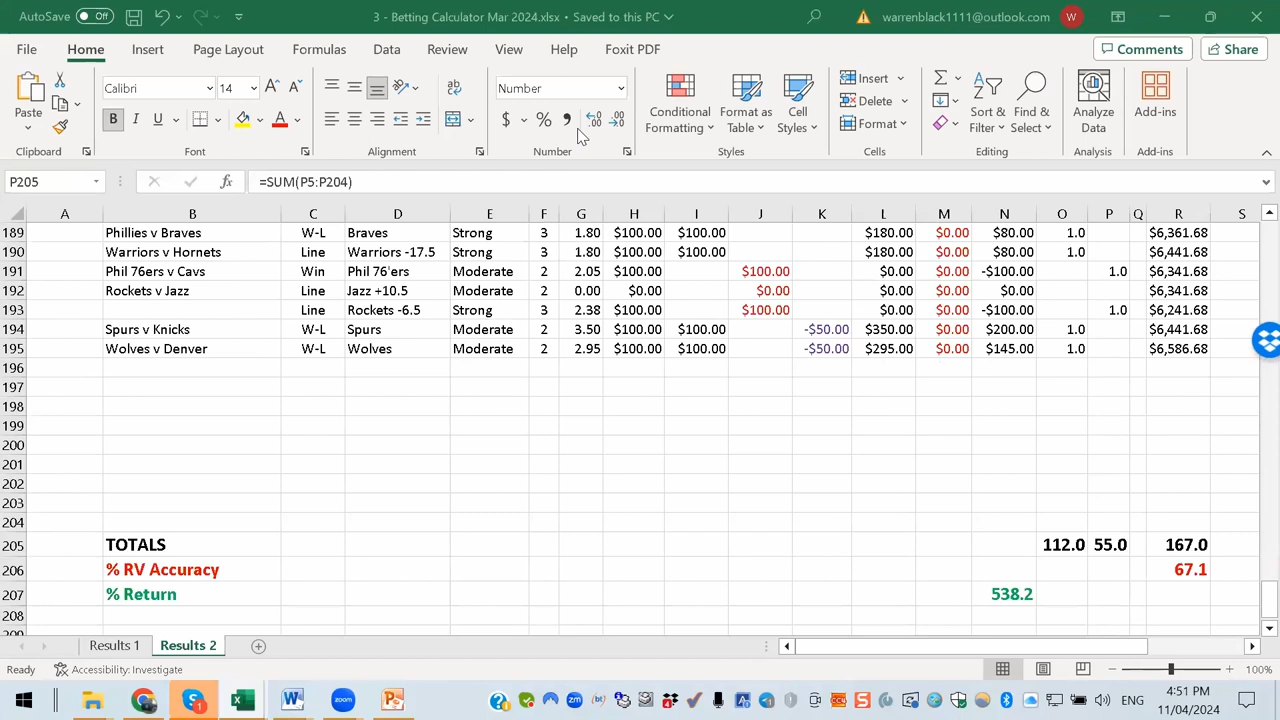 AutoSave Off 3 - Betting Calculator Mar 2024.xlsx • Saved to this PC warrenblack1111@outlook.com W
File Home Insert Page Layout Formulas Data Review View Help Foxit PDF Comments Share
Calibri 14 Number Insert
Paste Conditional Format as Cell Delete Sort & Find & Analyze Add-ins
B I U A $ % Formatting Table Styles Format Filter Select Data
Clipboard Font Alignment Number Styles Cells Editing Analysis Add-ins
P205 fx =SUM(P5:P204)
A B C D E F G H I J K L M N O P Q R S
189 Phillies v Braves W-L Braves Strong 3 1.80 $100.00 $100.00 $180.00 $0.00 $80.00 1.0 $6,361.68
190 Warriors v Hornets Line Warriors -17.5 Strong 3 1.80 $100.00 $100.00 $180.00 $0.00 $80.00 1.0 $6,441.68
191 Phil 76ers v Cavs Win Phil 76'ers Moderate 2 2.05 $100.00 $100.00 $0.00 $0.00 -$100.00 1.0 $6,341.68
192 Rockets v Jazz Line Jazz +10.5 Moderate 2 0.00 $0.00 $0.00 $0.00 $0.00 $0.00 $6,341.68
193 Line Rockets -6.5 Strong 3 2.38 $100.00 $100.00 $0.00 $0.00 -$100.00 1.0 $6,241.68
194 Spurs v Knicks W-L Spurs Moderate 2 3.50 $100.00 $100.00 -$50.00 $350.00 $0.00 $200.00 1.0 $6,441.68
195 Wolves v Denver W-L Wolves Moderate 2 2.95 $100.00 $100.00 -$50.00 $295.00 $0.00 $145.00 1.0 $6,586.68
196
197
198
199
200
201
202
203
204
205 TOTALS 112.0 55.0 167.0
206 % RV Accuracy 67.1
207 % Return 538.2
208
209
Results 1 Results 2
Ready Accessibility: Investigate 100%
ENG 4:51 PM
11/04/2024